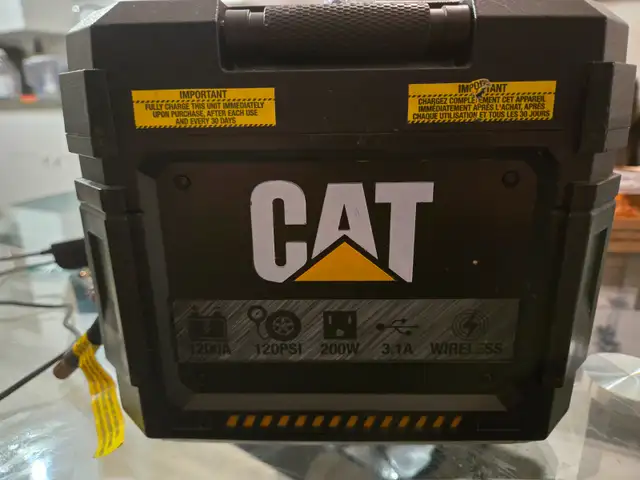 IMPORTANT
FULLY CHARGE THIS UNIT IMMEDIATELY
UPON PURCHASE, AFTER EACH USE
AND EVERY 30 DAYS
IMPORTANT
CHARGEZ COMPLÈTEMENT CET APPAREIL
IMMÉDIATEMENT APRÈS L'ACHAT, APRÈS
CHAQUE UTILISATION ET TOUS LES 30 JOURS
CAT
1200A 120PSI 200W 3.1A WIRELESS